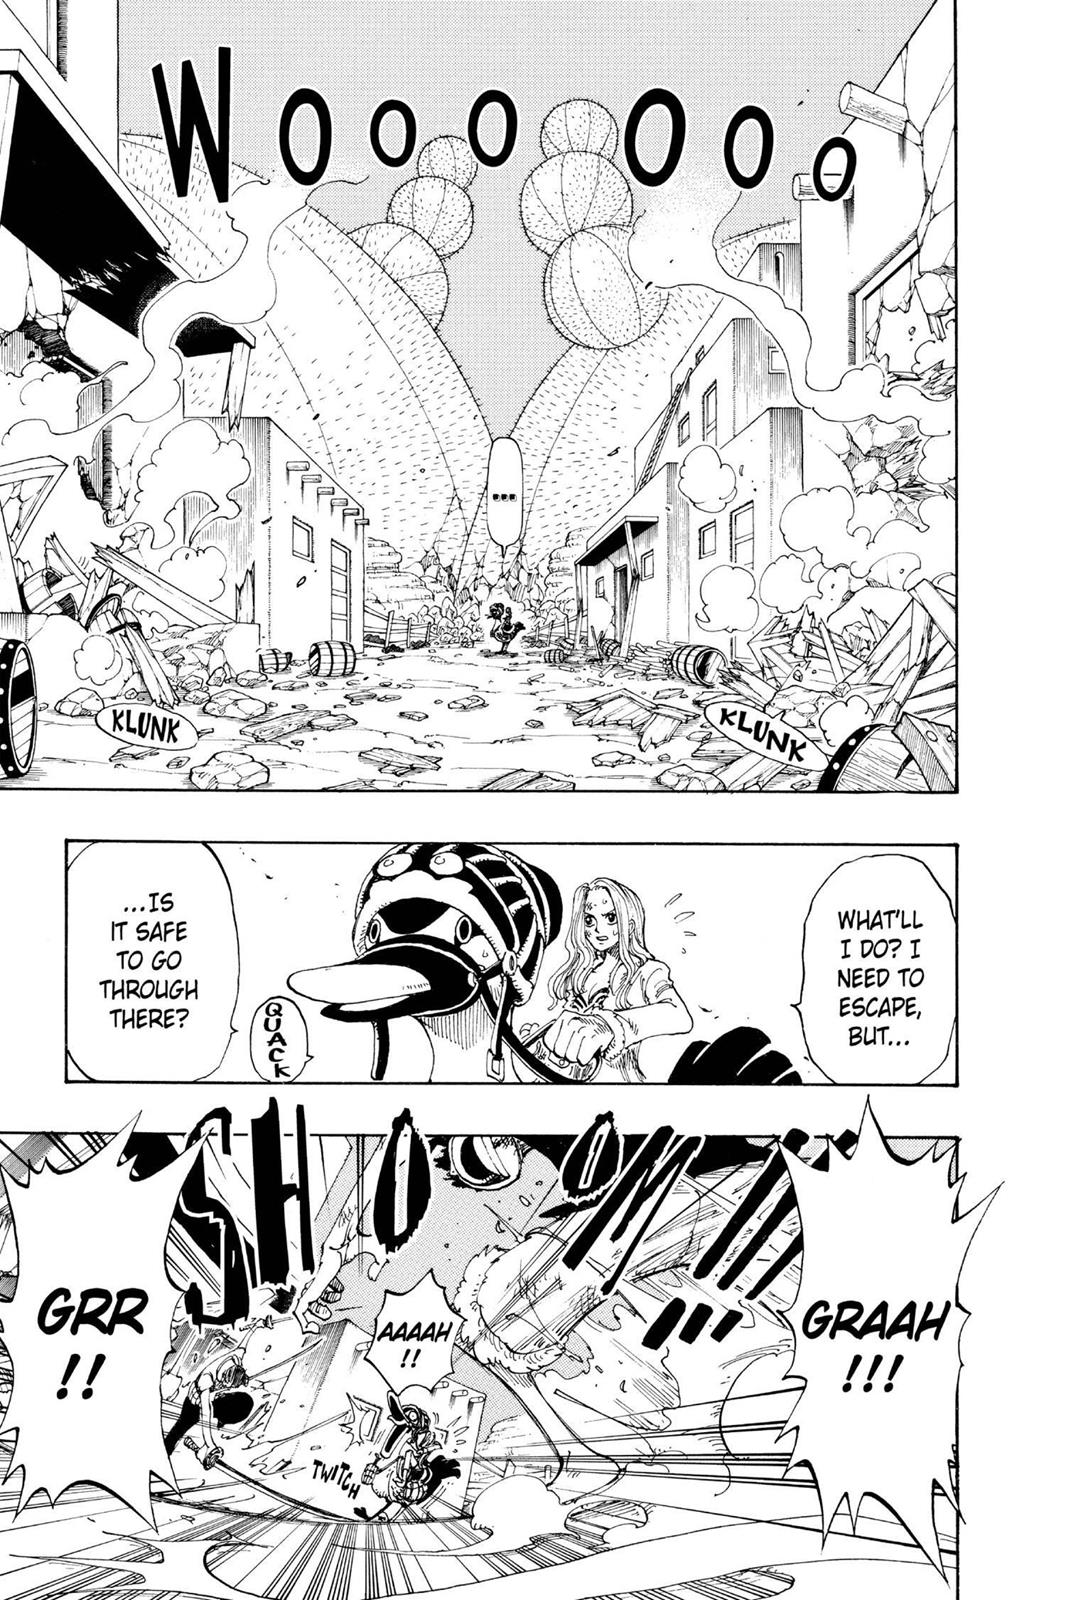 WOOOOOO
...
KLUNK
KLUNK
WHAT'LL
I DO? I
NEED TO
ESCAPE,
BUT...
...IS
IT SAFE
TO GO
THROUGH
THERE?
QUACK
SHOOM!!!
GRAAH
!!!
AAAAH
!!
TWITCH
GRR
!!